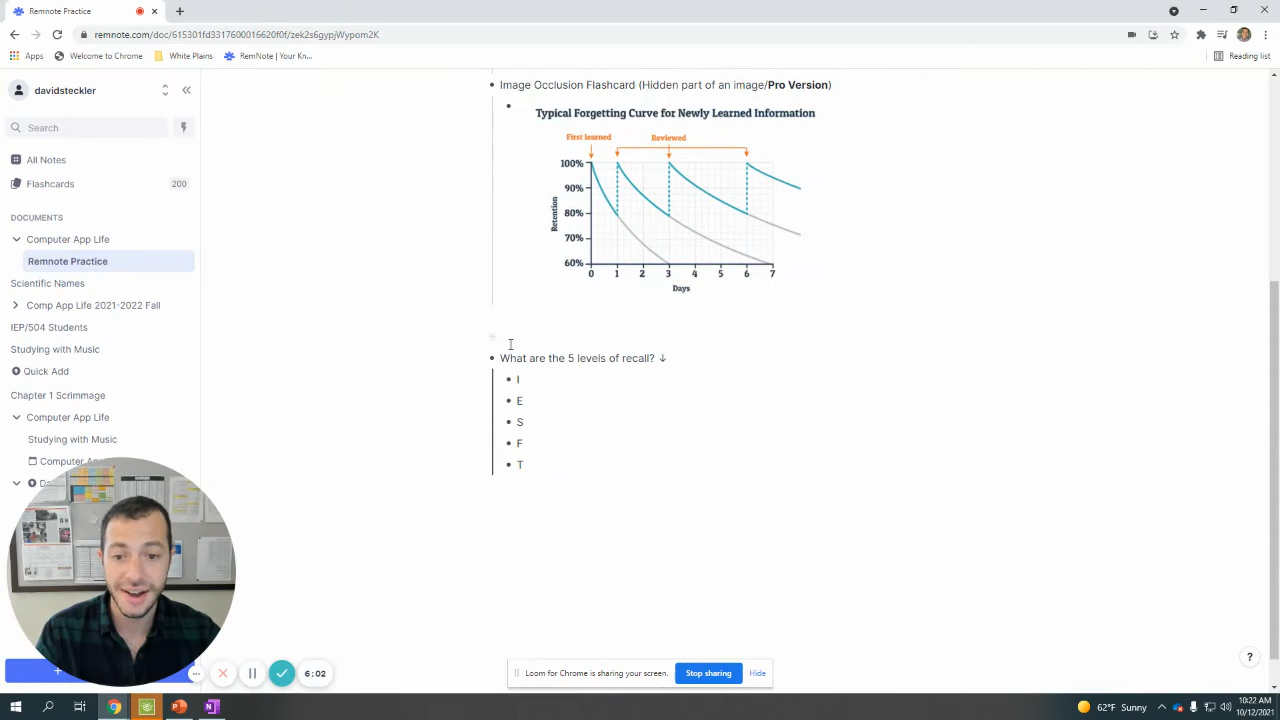 Remnote Practice
remnote.com/doc/615301fd3317600016620f0f/zek2s6gypjWypom2K
Apps
Welcome to Chrome
White Plains
RemNote | Your Kn...
Reading list
davidsteckler
Search
All Notes
Flashcards 200
DOCUMENTS
Computer App Life
Remnote Practice
Scientific Names
Comp App Life 2021-2022 Fall
IEP/504 Students
Studying with Music
Quick Add
Chapter 1 Scrimmage
Computer App Life
Studying with Music
Computer Ap
Da
Image Occlusion Flashcard (Hidden part of an image/Pro Version)
Typical Forgetting Curve for Newly Learned Information
First learned
Reviewed
100%
90%
80%
70%
60%
Retention
0 1 2 3 4 5 6 7
Days
What are the 5 levels of recall? ↓
I
E
S
F
T
6:02
Loom for Chrome is sharing your screen. Stop sharing Hide
?
62°F Sunny
10:22 AM
10/12/2021